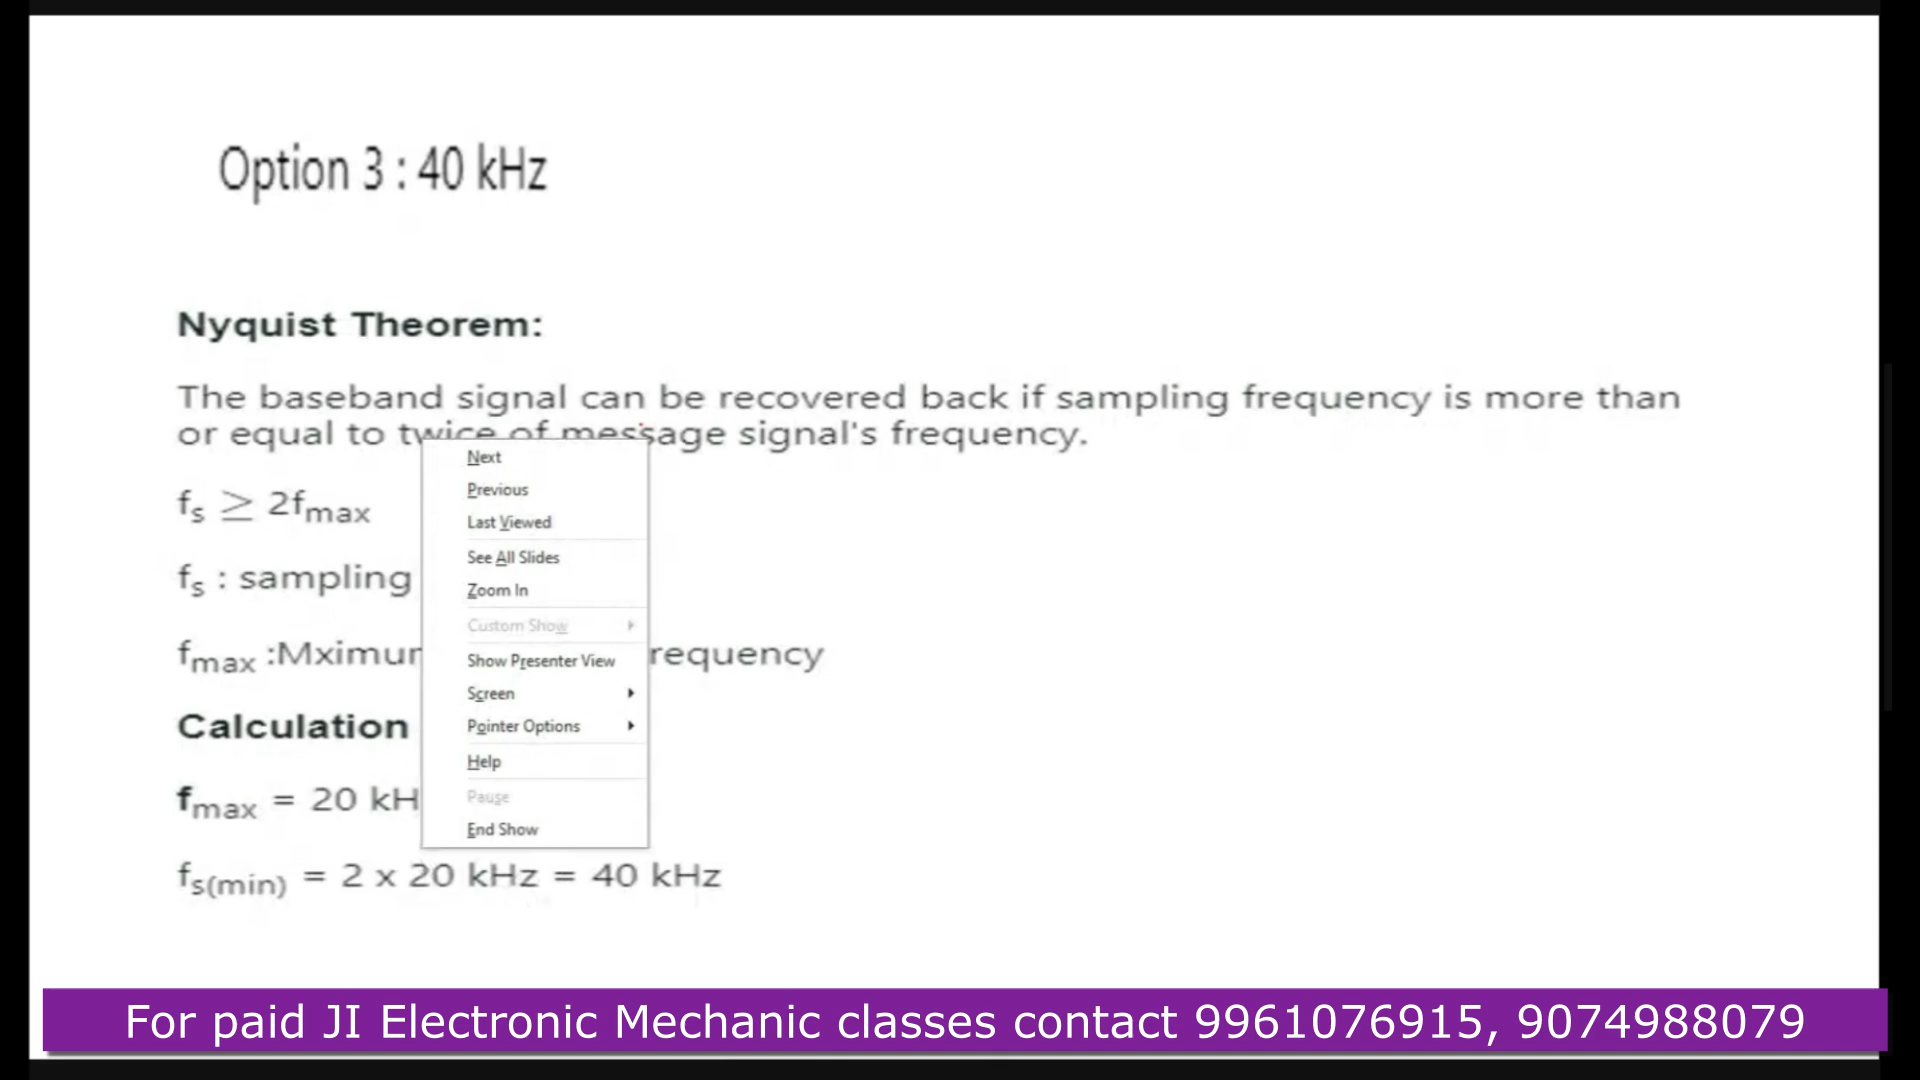 Option 3 : 40 kHz
Nyquist Theorem:
The baseband signal can be recovered back if sampling frequency is more than
or equal to twice of message signal's frequency.
fs ≥ 2fmax
fs : sampling
fmax :Mximum requency
Calculation
fmax = 20 kH
fs(min) = 2 x 20 kHz = 40 kHz
Next
Previous
Last Viewed
See All Slides
Zoom In
Custom Show
Show Presenter View
Screen
Pointer Options
Help
Pause
End Show
For paid JI Electronic Mechanic classes contact 9961076915, 9074988079